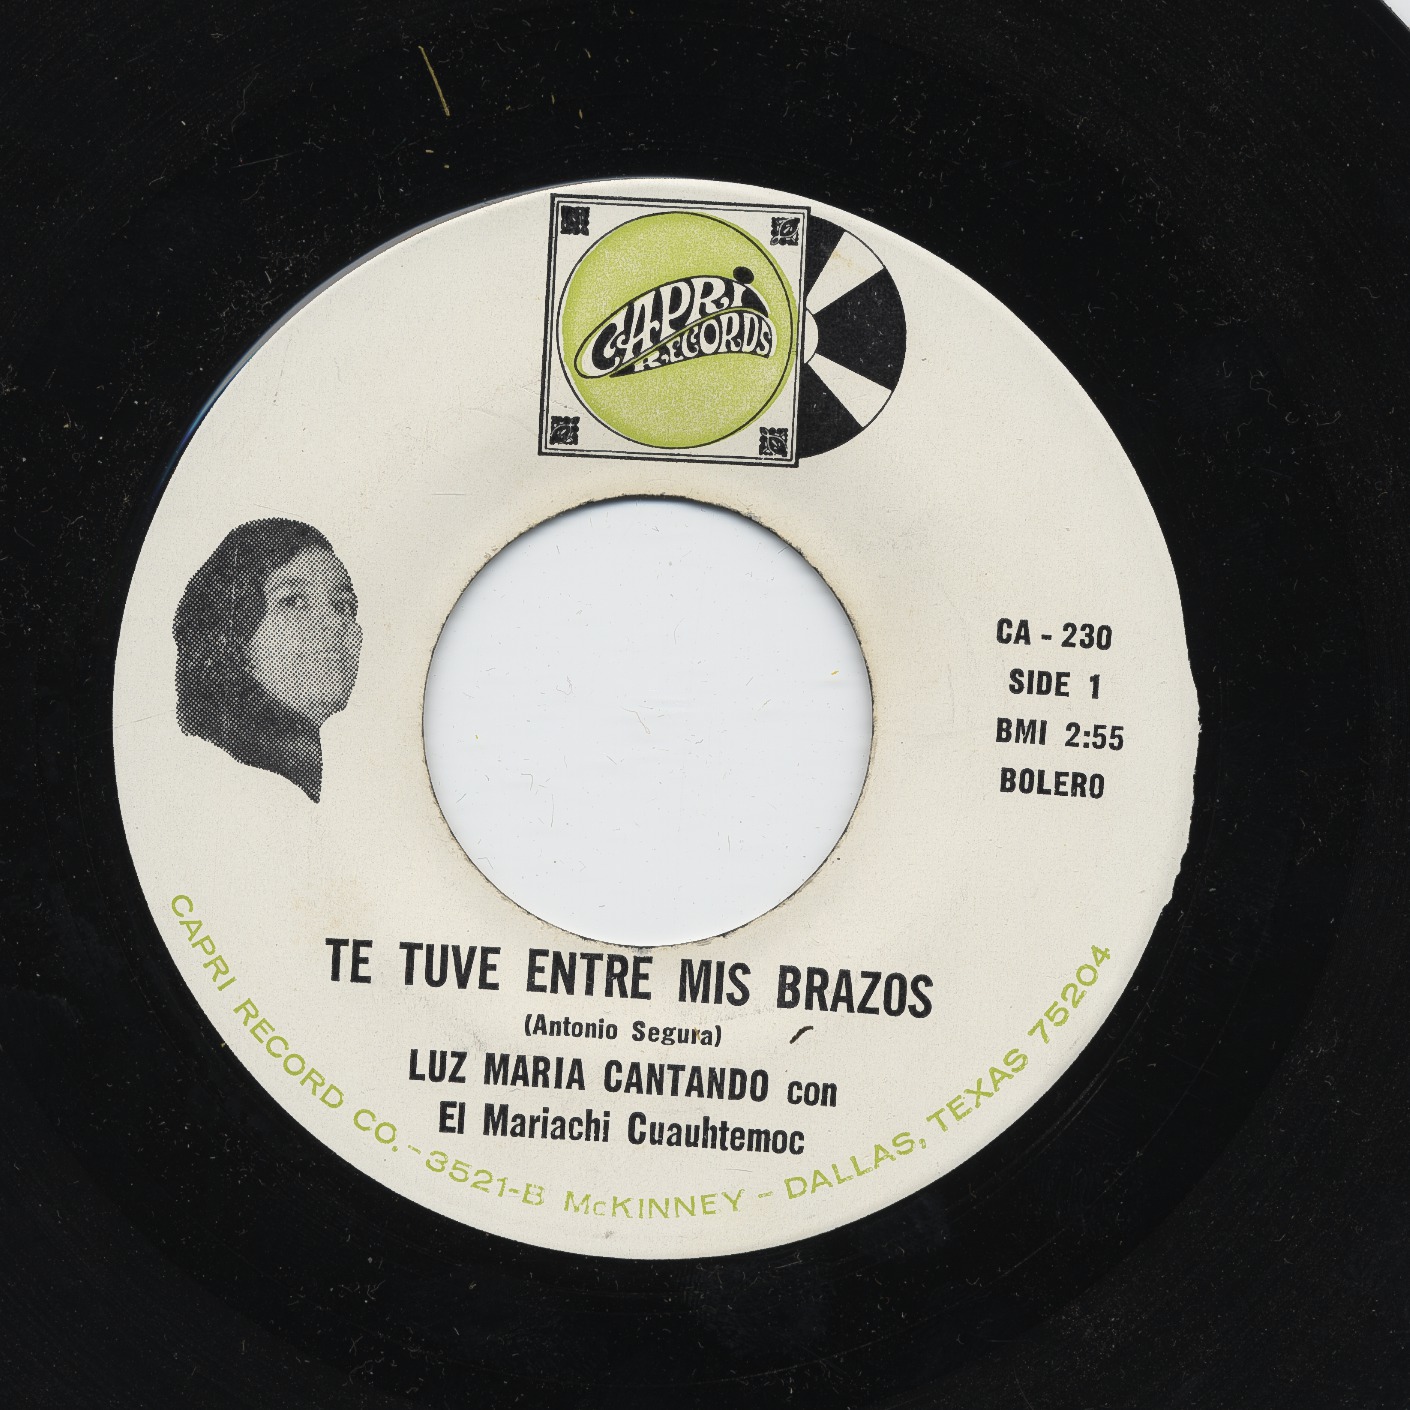 CAPRI
RECORDS
CA - 230
SIDE 1
BMI 2:55
BOLERO
TE TUVE ENTRE MIS BRAZOS
(Antonio Segura)
LUZ MARIA CANTANDO con
El Mariachi Cuauhtemoc
CAPRI RECORD CO. - 3521-B McKINNEY - DALLAS, TEXAS 75204